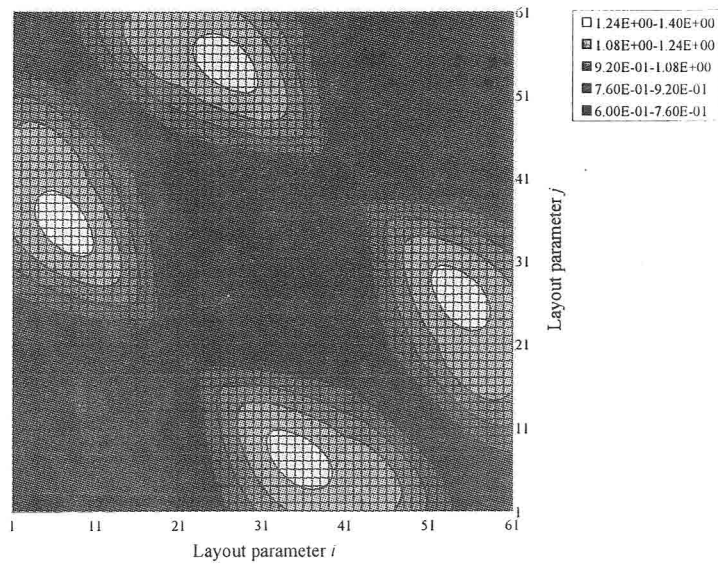 61
51
41
31
21
11
1
1.24E+00-1.40E+00
1.08E+00-1.24E+00
9.20E-01-1.08E+00
7.60E-01-9.20E-01
6.00E-01-7.60E-01
Layout parameter j
1 11 21 31 41 51 61
Layout parameter i